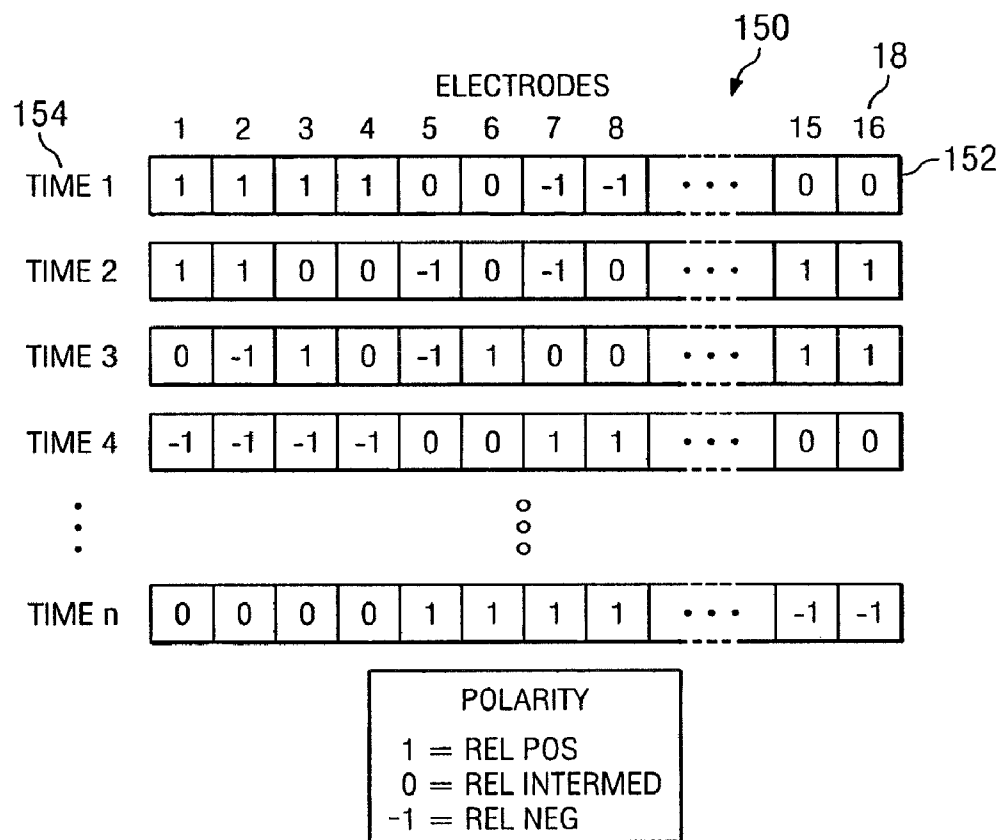 150
ELECTRODES
18
154
1 2 3 4 5 6 7 8 15 16
TIME 1 1 1 1 1 0 0 -1 -1 • • • 0 0 152
TIME 2 1 1 0 0 -1 0 -1 0 • • • 1 1
TIME 3 0 -1 1 0 -1 1 0 0 • • • 1 1
TIME 4 -1 -1 -1 -1 0 0 1 1 • • • 0 0
TIME n 0 0 0 0 1 1 1 1 • • • -1 -1
POLARITY
1 = REL POS
0 = REL INTERMED
-1 = REL NEG